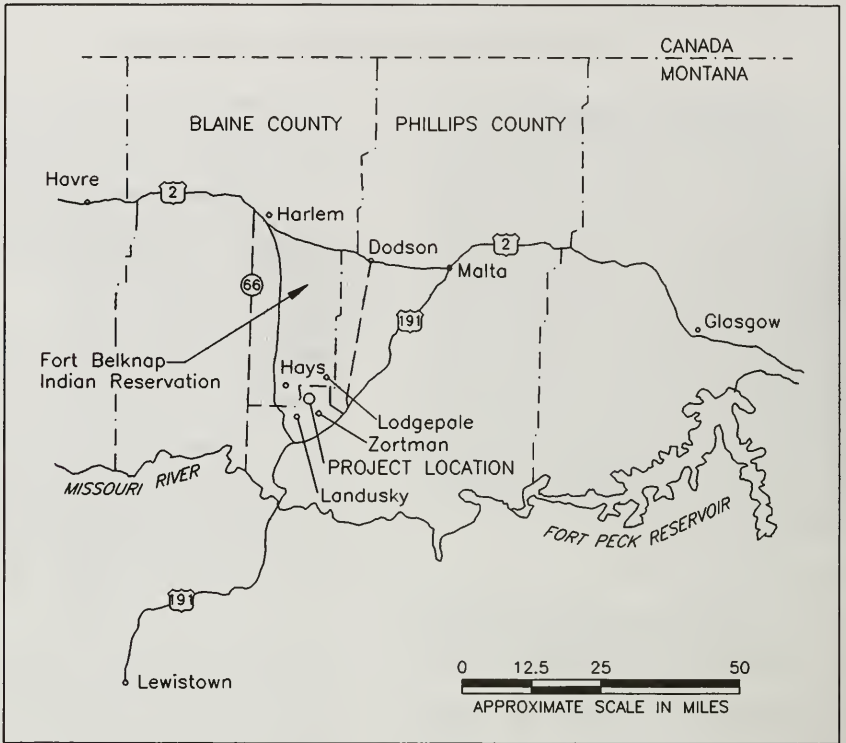 CANADA
MONTANA
BLAINE COUNTY
PHILLIPS COUNTY
Havre
2
Harlem
Dodson
2
Malta
66
191
Glasgow
Fort Belknap
Indian Reservation
Hays
Lodgepole
Zortman
PROJECT LOCATION
Landusky
MISSOURI RIVER
FORT PECK RESERVOIR
191
Lewistown
0 12.5 25 50
APPROXIMATE SCALE IN MILES